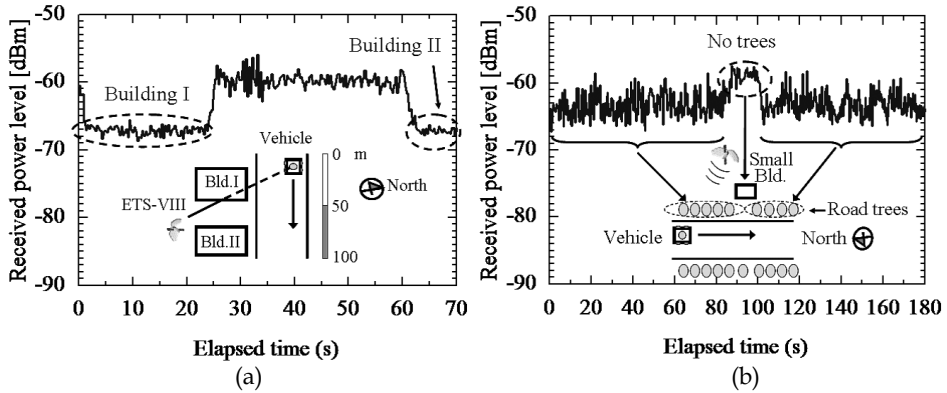 Received power level [dBm]
-50
-60
-70
-80
-90
Building I
Building II
Vehicle
0 m
50
100
Bld.I
Bld.II
ETS-VIII
North
0 10 20 30 40 50 60 70
Elapsed time (s)
(a)
Received power level [dBm]
-50
-60
-70
-80
-90
No trees
Small
Bld.
Road trees
Vehicle
North
0 20 40 60 80 100 120 140 160 180
Elapsed time (s)
(b)